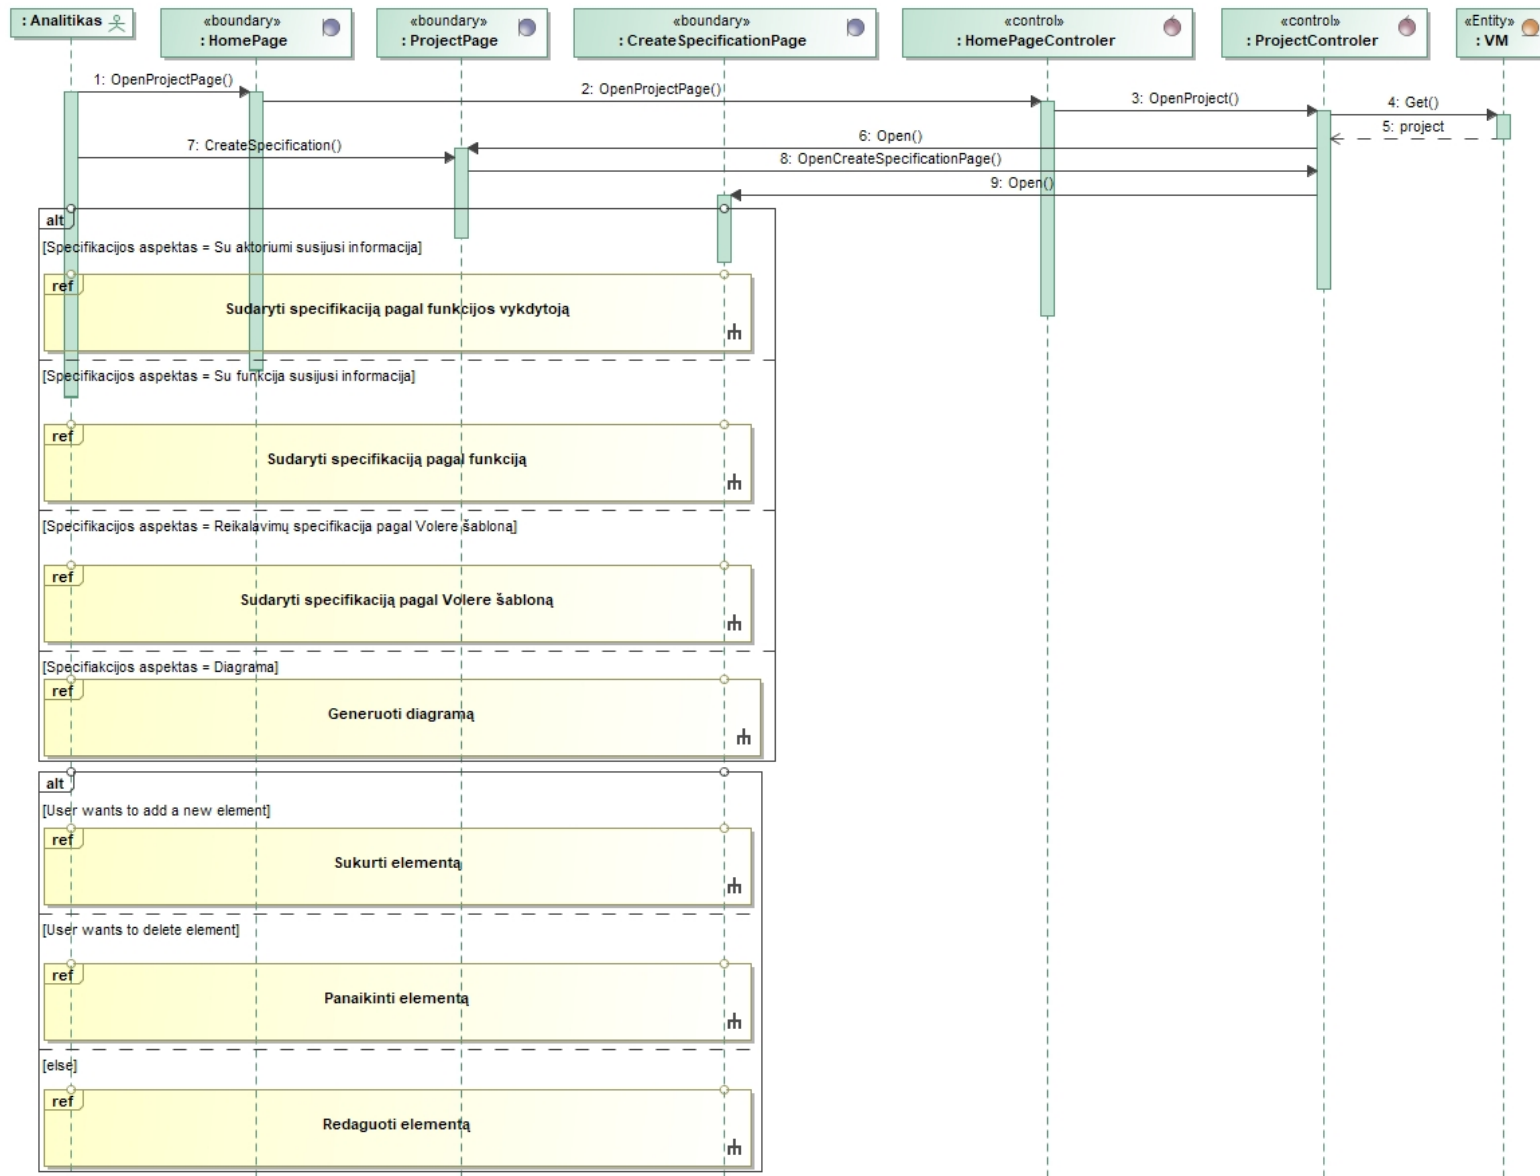 : Analitikas
«boundary»
: HomePage
«boundary»
: ProjectPage
«boundary»
: CreateSpecificationPage
«control»
: HomePageControler
«control»
: ProjectControler
«Entity»
: VM
1: OpenProjectPage()
2: OpenProjectPage()
3: OpenProject()
4: Get()
5: project
6: Open()
7: CreateSpecification()
8: OpenCreateSpecificationPage()
9: Open()
alt
[Specifikacijos aspektas = Su aktoriumi susijusi informacija]
ref
Sudaryti specifikaciją pagal funkcijos vykdytoją
[Specifikacijos aspektas = Su funkcija susijusi informacija]
ref
Sudaryti specifikaciją pagal funkciją
[Specifikacijos aspektas = Reikalavimų specifikacija pagal Volere šabloną]
ref
Sudaryti specifikaciją pagal Volere šabloną
[Specifiakcijos aspektas = Diagrama]
ref
Generuoti diagramą
alt
[User wants to add a new element]
ref
Sukurti elementą
[User wants to delete element]
ref
Panaikinti elementą
[else]
ref
Redaguoti elementą